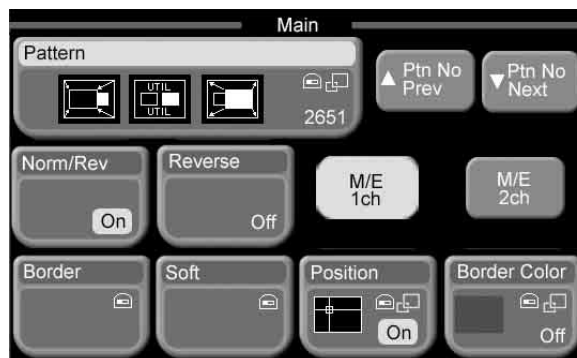 Main
Pattern
UTIL
UTIL
2651
▲ Ptn No
Prev
▼ Ptn No
Next
Norm/Rev
On
Reverse
Off
M/E
1ch
M/E
2ch
Border
Soft
Position
On
Border Color
Off